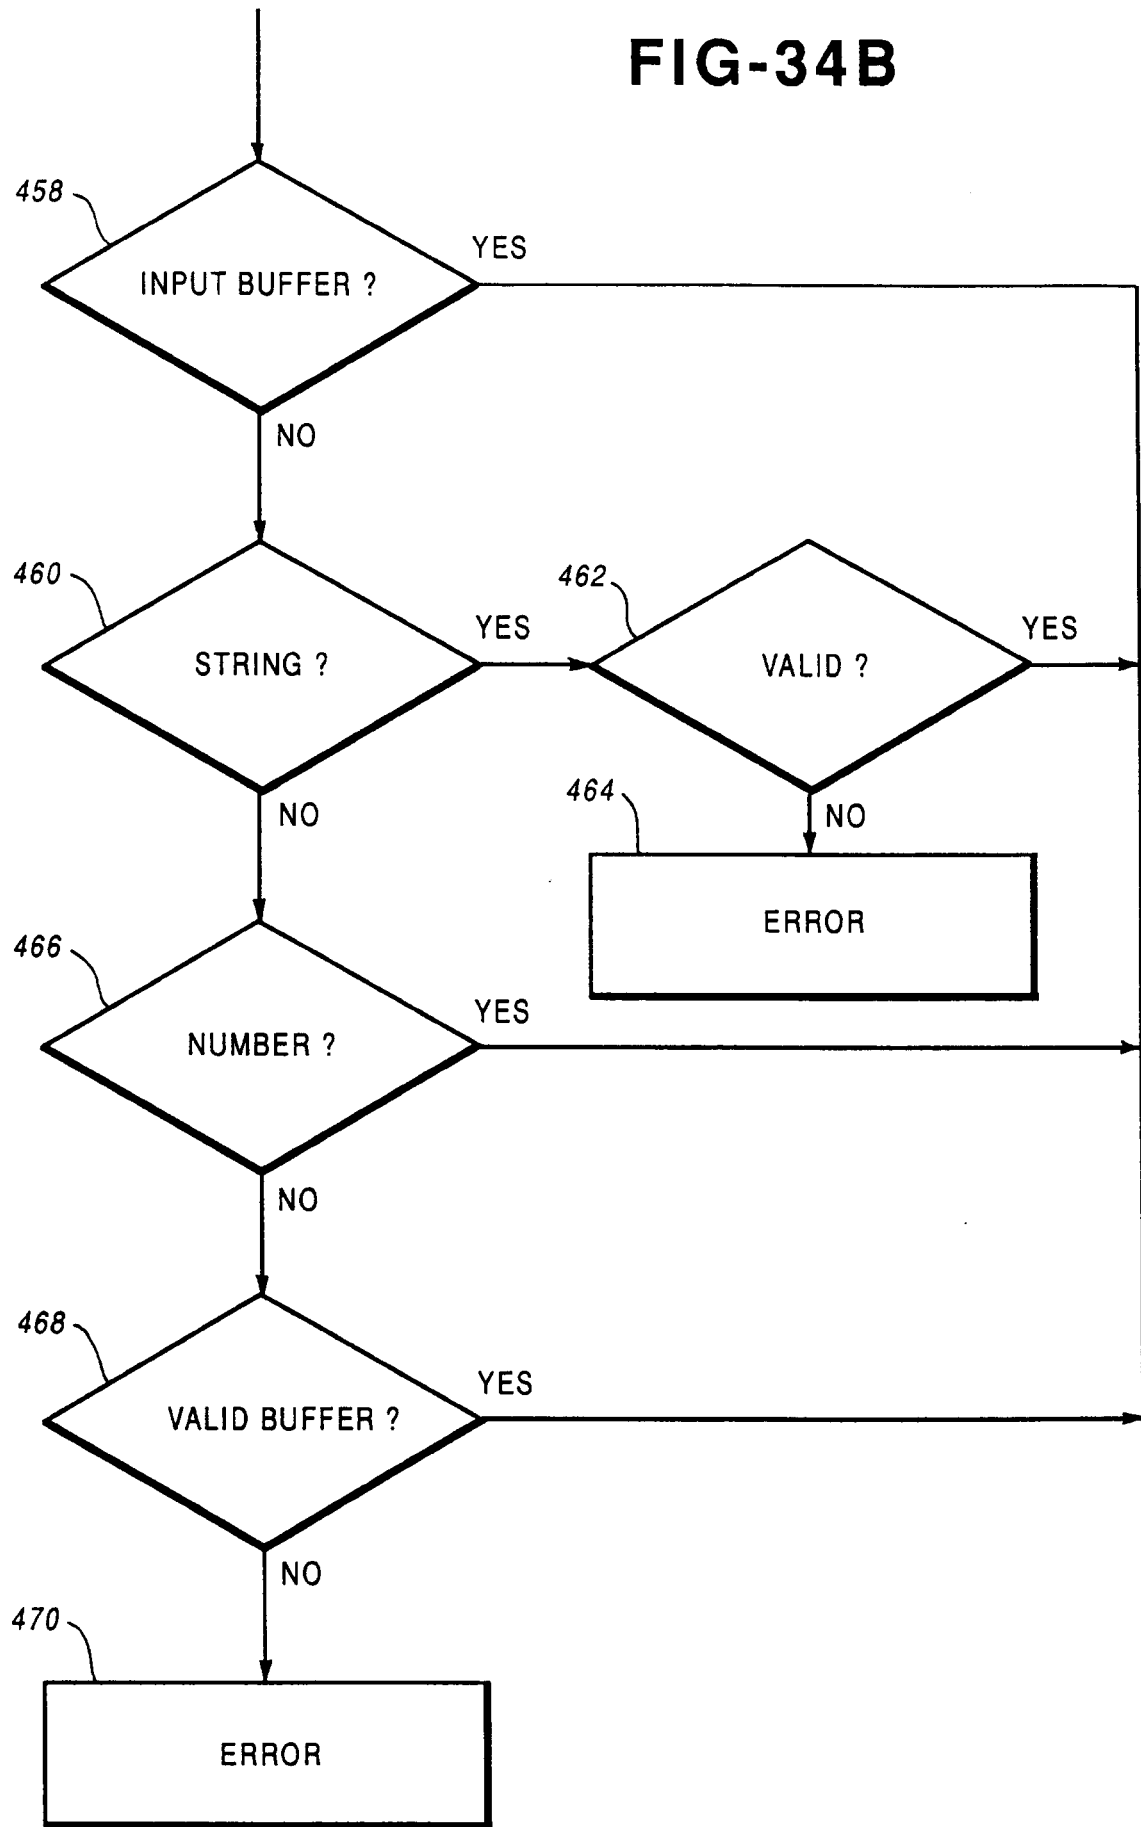 FIG-34B
458
INPUT BUFFER ?
YES
NO
460
STRING ?
YES
462
VALID ?
YES
NO
464
ERROR
NO
466
NUMBER ?
YES
NO
468
VALID BUFFER ?
YES
NO
470
ERROR